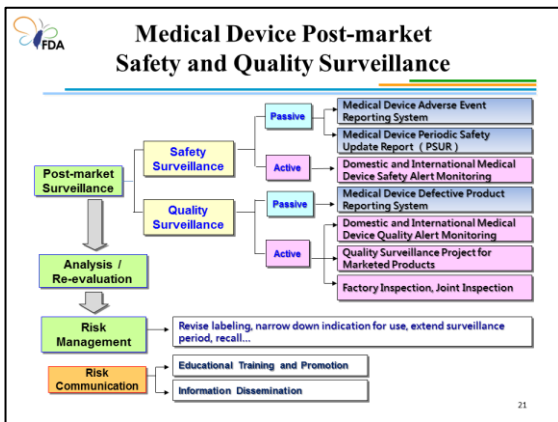 FDA
Medical Device Post-market
Safety and Quality Surveillance
Post-market
Surveillance
Safety
Surveillance
Passive
Medical Device Adverse Event
Reporting System
Medical Device Periodic Safety
Update Report ( PSUR )
Active
Domestic and International Medical
Device Safety Alert Monitoring
Quality
Surveillance
Passive
Medical Device Defective Product
Reporting System
Active
Domestic and International Medical
Device Quality Alert Monitoring
Quality Surveillance Project for
Marketed Products
Factory Inspection, Joint Inspection
Analysis /
Re-evaluation
Risk
Management
Revise labeling, narrow down indication for use, extend surveillance
period, recall...
Risk
Communication
Educational Training and Promotion
Information Dissemination
21